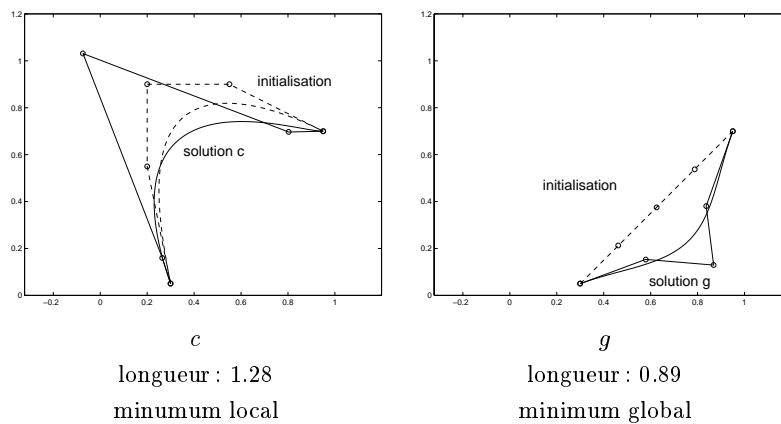 1.2
1
0.8
0.6
0.4
0.2
0
−0.2
0
0.2
0.4
0.6
0.8
1
initialisation
solution c
1.2
1
0.8
0.6
0.4
0.2
0
−0.2
0
0.2
0.4
0.6
0.8
1
initialisation
solution g
c
longueur : 1.28
minumum local
g
longueur : 0.89
minimum global